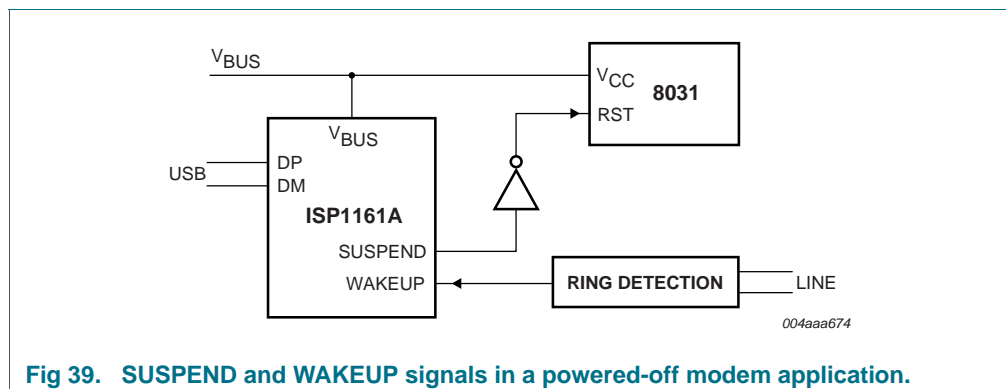 VBUS
VCC
8031
RST
VBUS
DP
USB
DM
ISP1161A
SUSPEND
WAKEUP
RING DETECTION
LINE
004aaa674
Fig 39. SUSPEND and WAKEUP signals in a powered-off modem application.